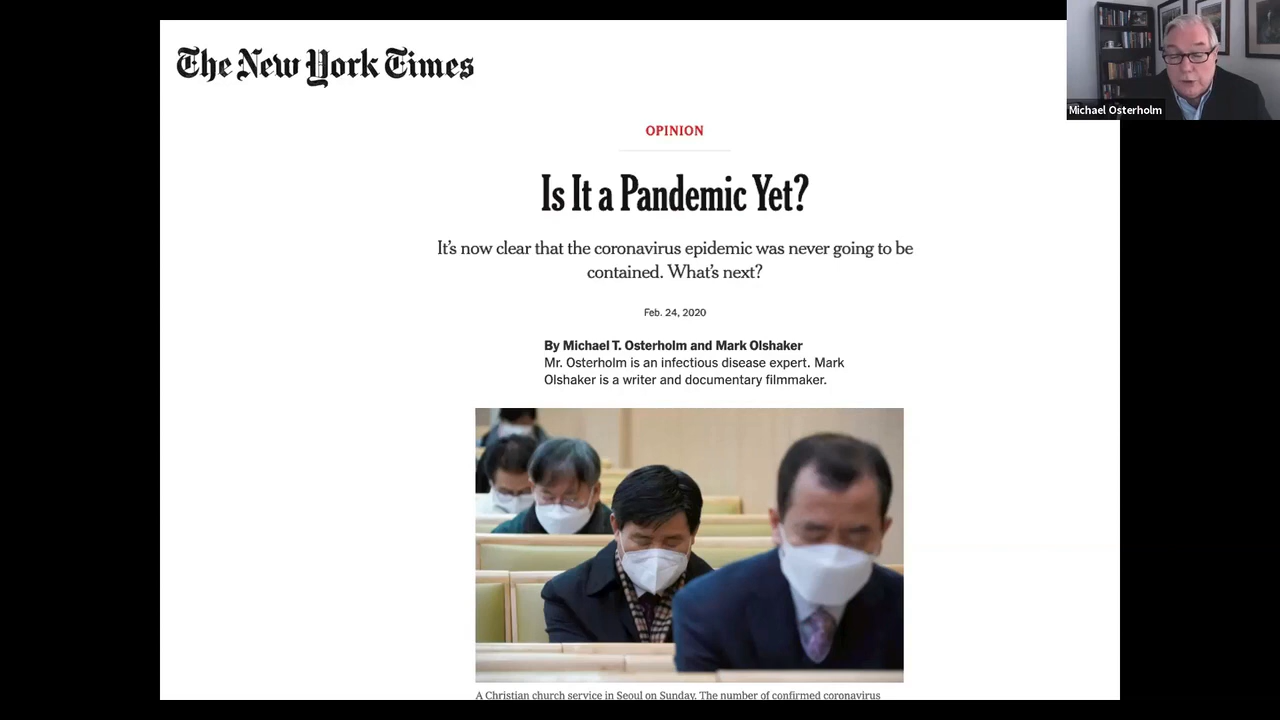 The New York Times
Michael Osterholm
OPINION
Is It a Pandemic Yet?
It's now clear that the coronavirus epidemic was never going to be
contained. What's next?
Feb. 24, 2020
By Michael T. Osterholm and Mark Olshaker
Mr. Osterholm is an infectious disease expert. Mark
Olshaker is a writer and documentary filmmaker.
A Christian church service in Seoul on Sunday. The number of confirmed coronavirus